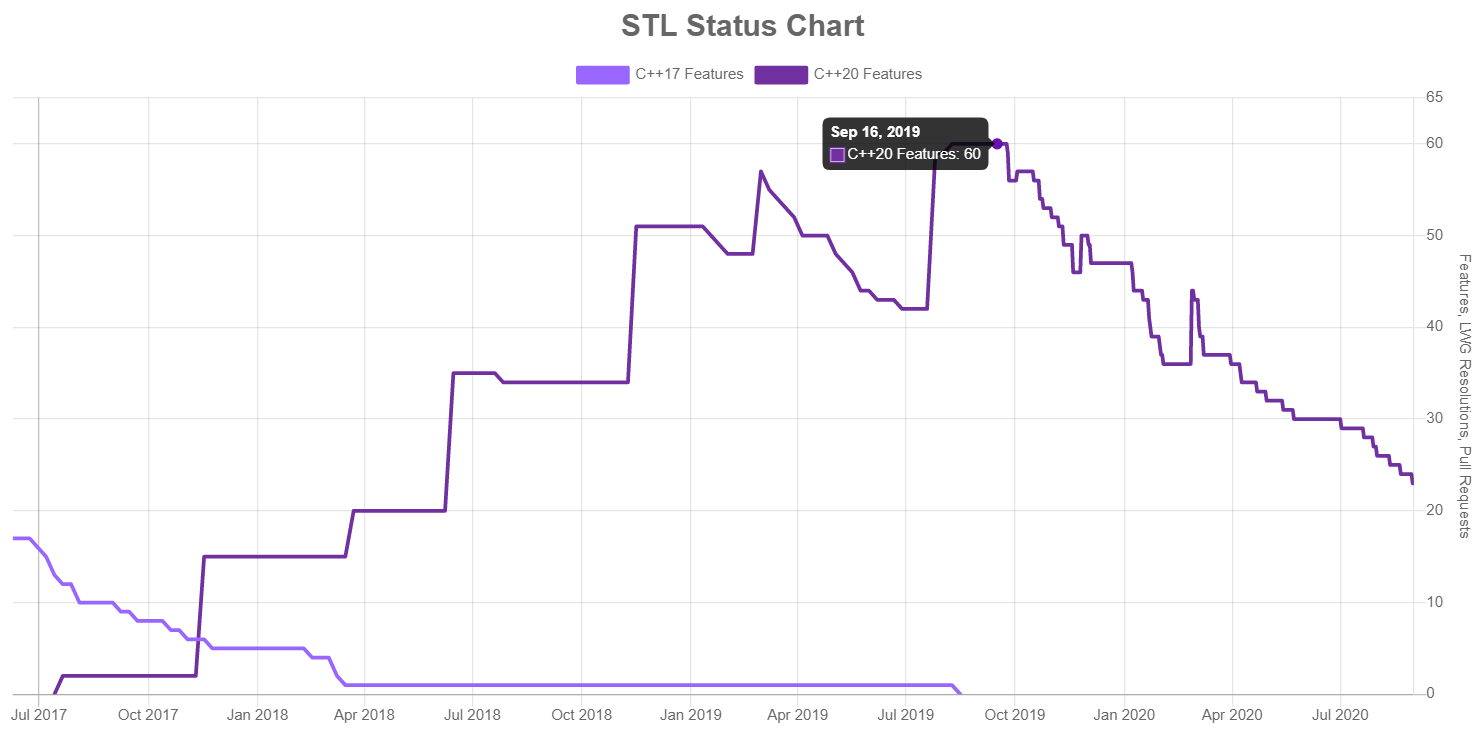 STL Status Chart
C++17 Features
C++20 Features
65
60
50
40
30
20
10
0
Sep 16, 2019
C++20 Features: 60
Features, LWG Resolutions, Pull Requests
Jul 2017
Oct 2017
Jan 2018
Apr 2018
Jul 2018
Oct 2018
Jan 2019
Apr 2019
Jul 2019
Oct 2019
Jan 2020
Apr 2020
Jul 2020